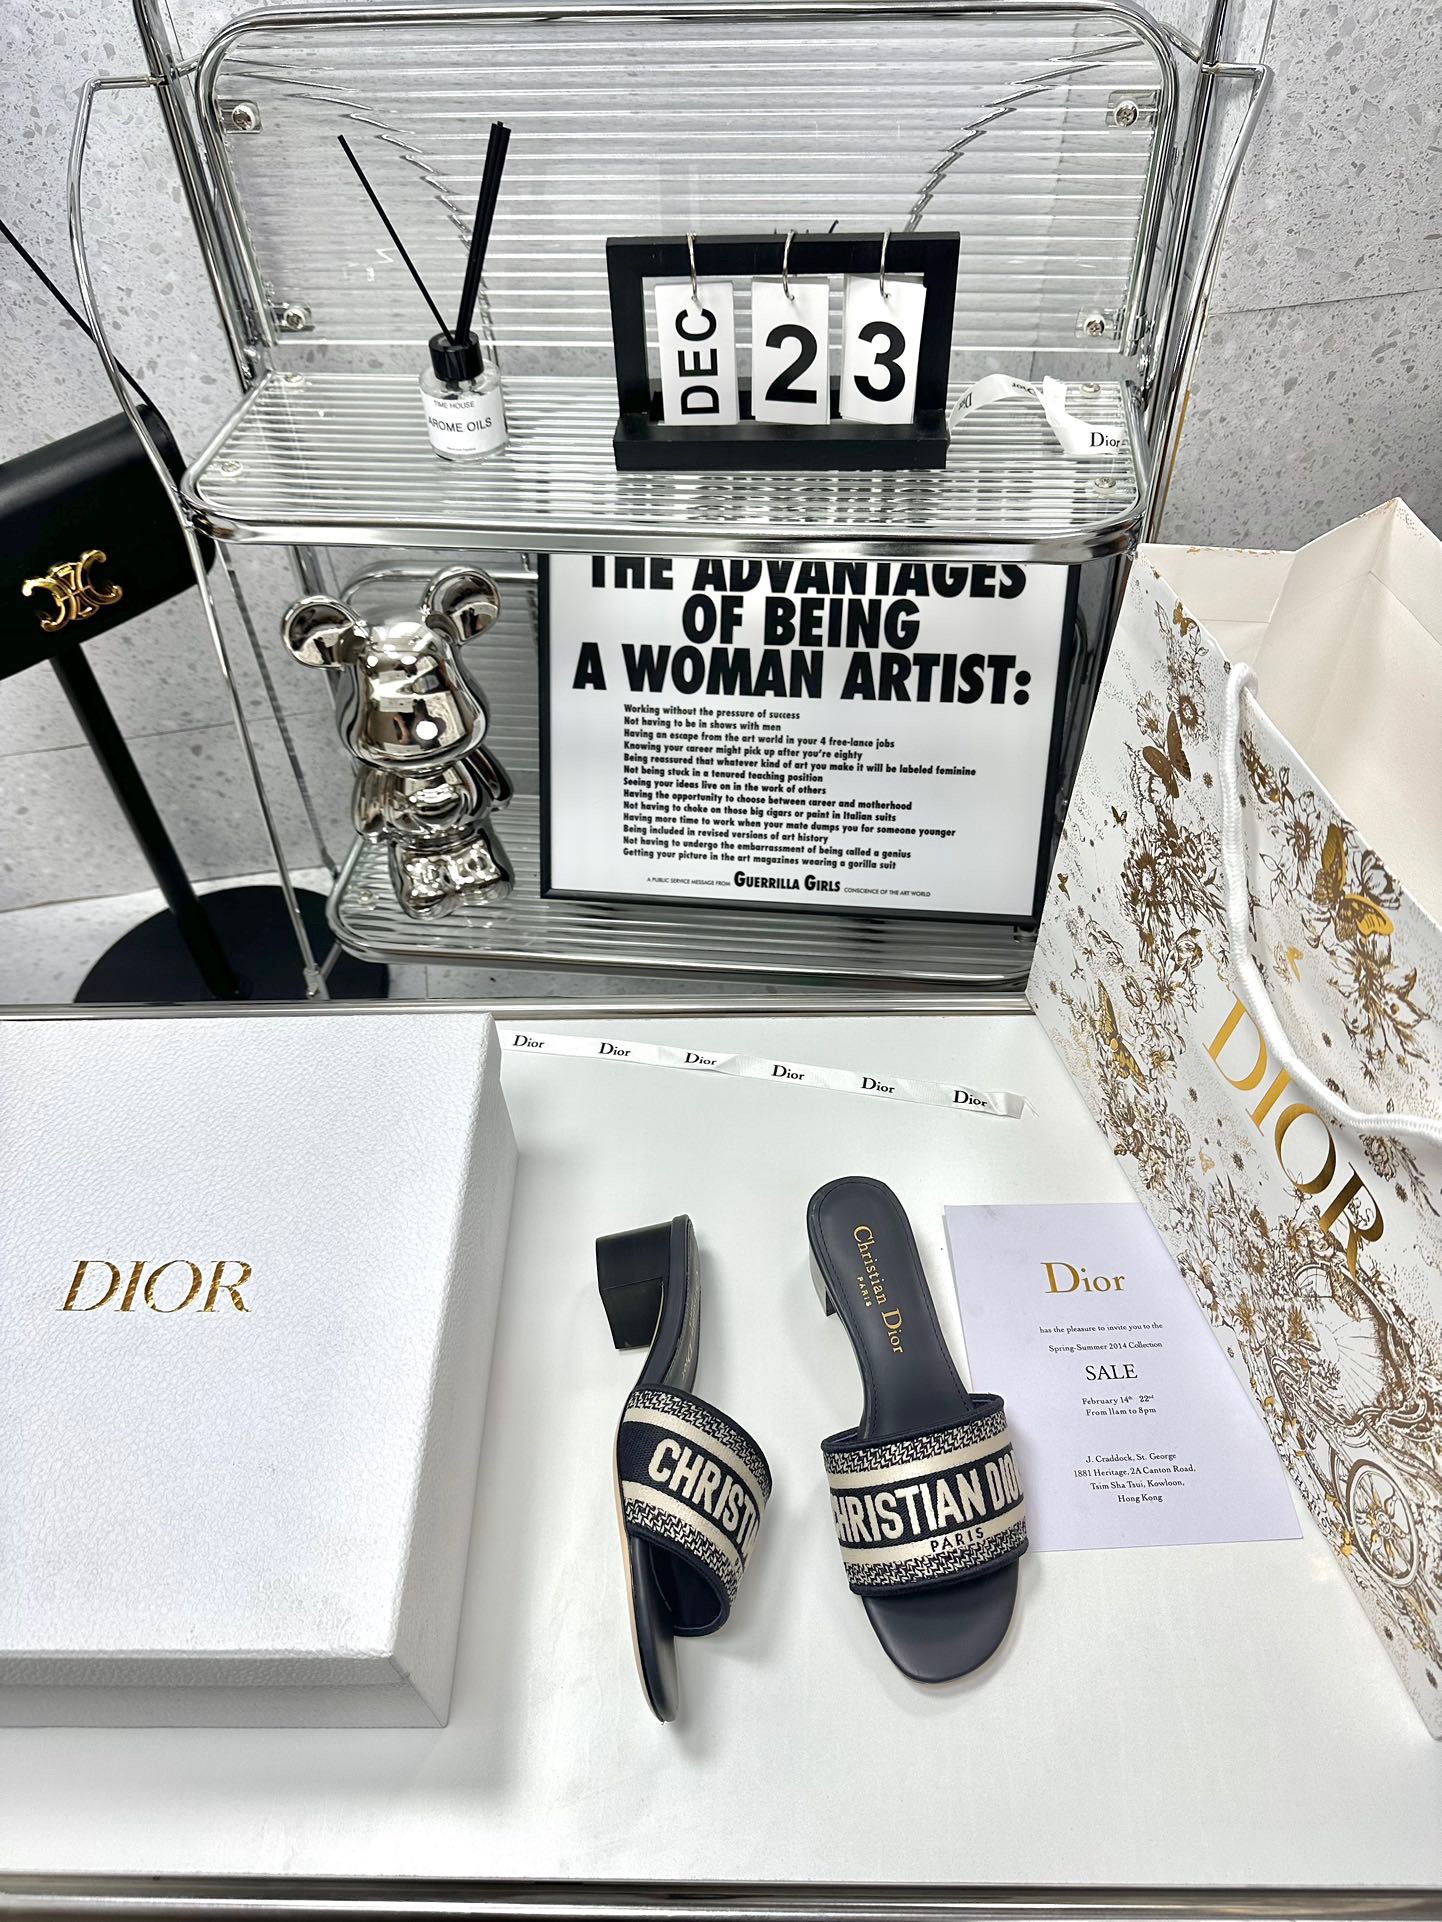 DEC
23
TIME HOUSE
AROME OILS
Dior
Dior
Dior
THE ADVANTAGES
OF BEING
A WOMAN ARTIST:
Working without the pressure of success
Not having to be in shows with men
Having an escape from the art world in your 4 free-lance jobs
Knowing your career might pick up after you're eighty
Being reassured that whatever kind of art you make it will be labeled feminine
Not being stuck in a tenured teaching position
Seeing your ideas live on in the work of others
Having the opportunity to choose between career and motherhood
Not having to choke on those big cigars or paint in Italian suits
Having more time to work when your mate dumps you for someone younger
Being included in revised versions of art history
Not having to undergo the embarrassment of being called a genius
Getting your picture in the art magazines wearing a gorilla suit
A PUBLIC SERVICE MESSAGE FROM GUERRILLA GIRLS CONSCIENCE OF THE ART WORLD
Dior Dior Dior Dior Dior Dior
DIOR
DIOR
Christian Dior
PARIS
CHRISTIAN DIOR
PARIS
CHRISTIA
Dior
has the pleasure to invite you to the
Spring-Summer 2014 Collection
SALE
February 14th 22nd
From 11am to 8pm
J. Craddock, St. George
1881 Heritage, 2A Canton Road,
Tsim Sha Tsui, Kowloon,
Hong Kong